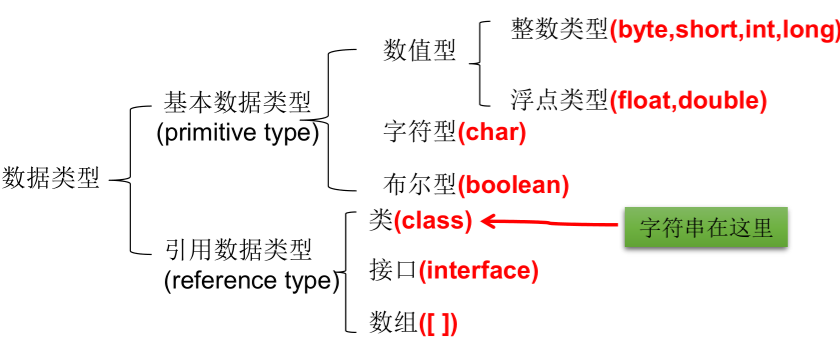 整数类型(byte,short,int,long)
数值型
浮点类型(float,double)
基本数据类型
(primitive type)
字符型(char)
布尔型(boolean)
数据类型
类(class)
字符串在这里
引用数据类型
(reference type)
接口(interface)
数组([ ])